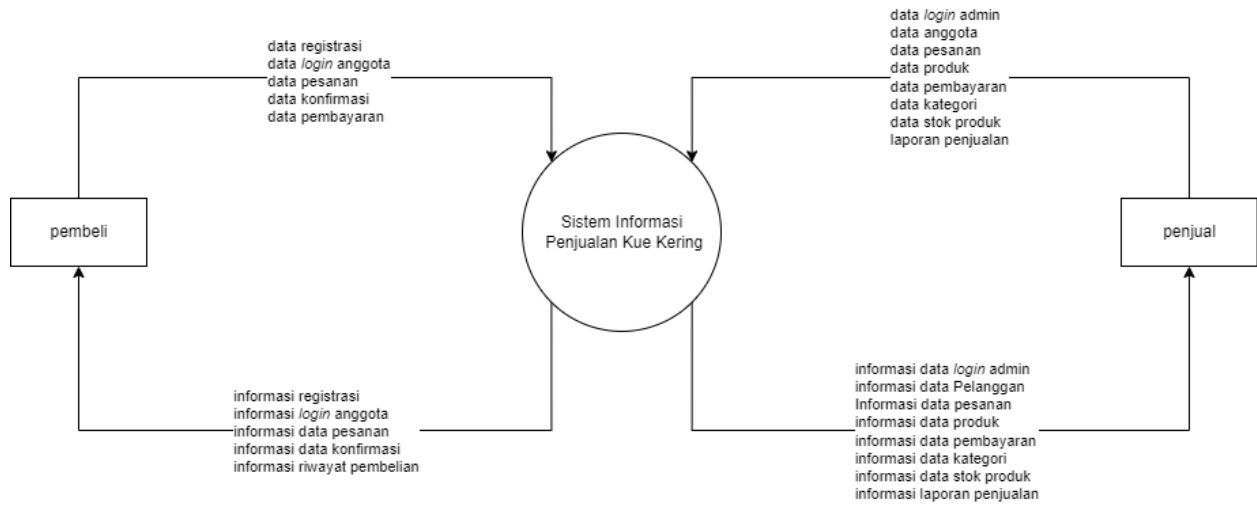 data registrasi
data login anggota
data pesanan
data konfirmasi
data pembayaran
data login admin
data anggota
data pesanan
data produk
data pembayaran
data kategori
data stok produk
laporan penjualan
pembeli
Sistem Informasi
Penjualan Kue Kering
penjual
informasi registrasi
informasi login anggota
informasi data pesanan
informasi data konfirmasi
informasi riwayat pembelian
informasi data login admin
informasi data Pelanggan
Informasi data pesanan
informasi data produk
informasi data pembayaran
informasi data kategori
informasi data stok produk
informasi laporan penjualan